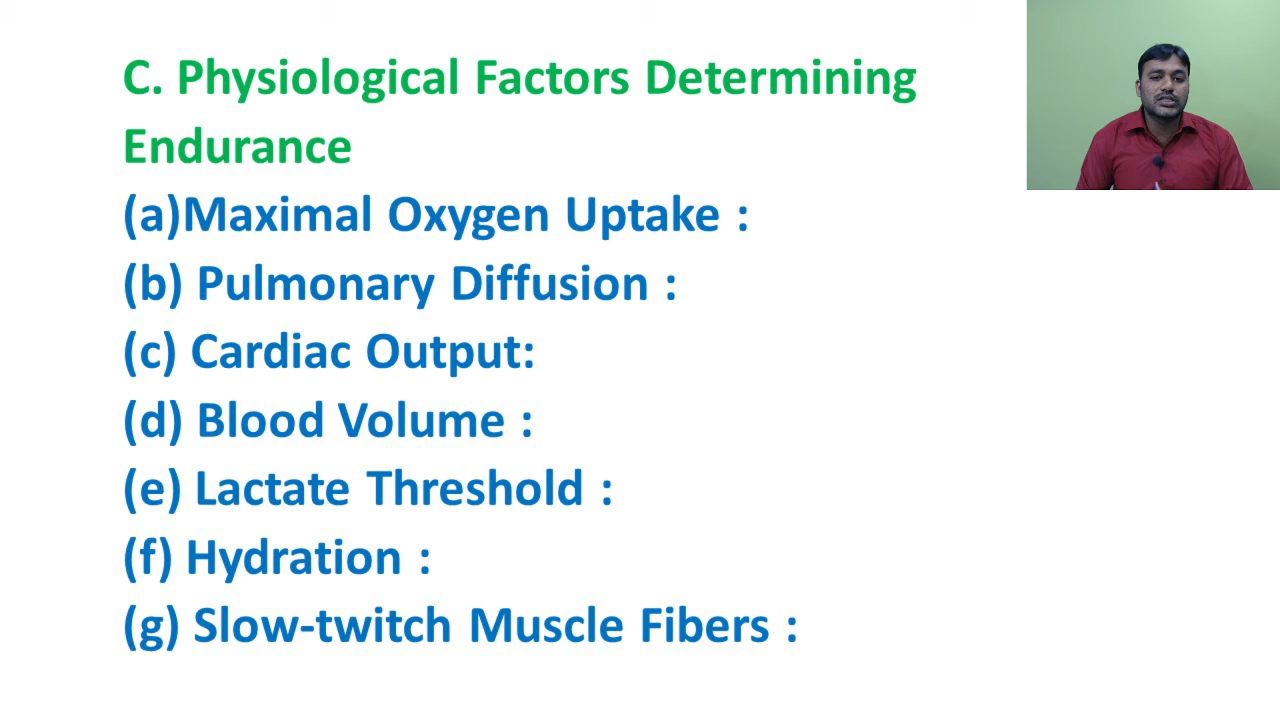 C. Physiological Factors Determining
Endurance
(a)Maximal Oxygen Uptake :
(b) Pulmonary Diffusion :
(c) Cardiac Output:
(d) Blood Volume :
(e) Lactate Threshold :
(f) Hydration :
(g) Slow-twitch Muscle Fibers :